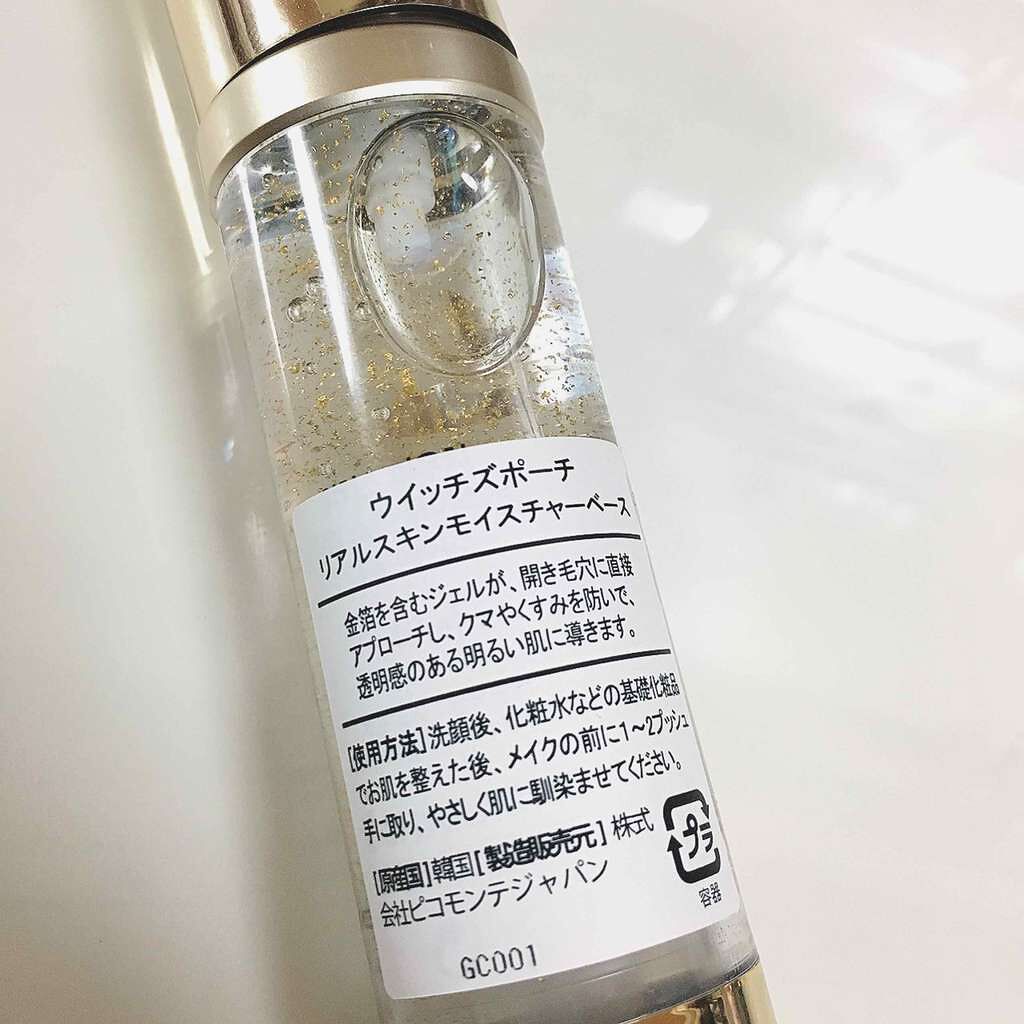 ウイッチズポーチ
リアルスキンモイスチャーベース
金箔を含むジェルが、開き毛穴に直接
アプローチし、クマやくすみを防いで、
透明感のある明るい肌に導きます。
[使用方法]洗顔後、化粧水などの基礎化粧品
でお肌を整えた後、メイクの前に1〜2プッシュ
手に取り、やさしく肌に馴染ませてください。
[原産国]韓国[製造販売元]株式
会社ピコモンテジャパン
プラ
容器
GC001